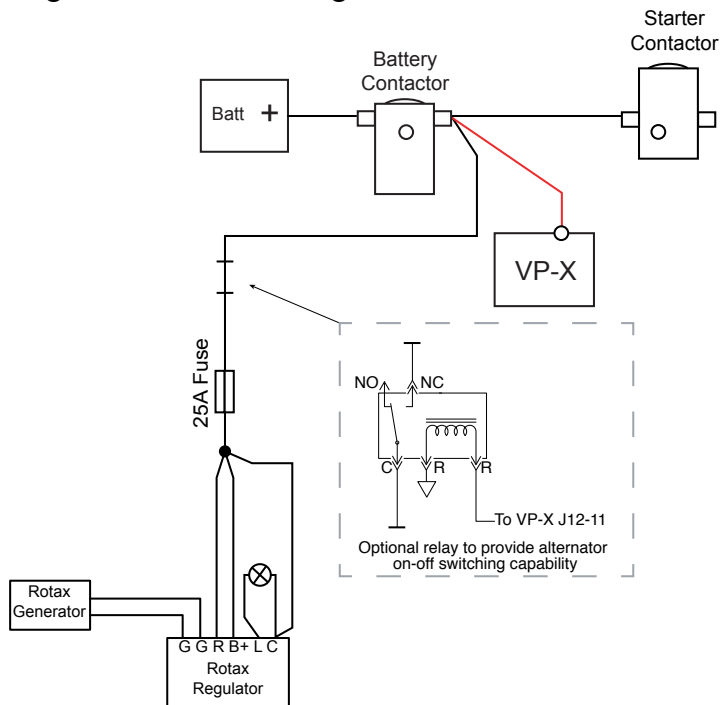 Starter
Contactor
Battery
Contactor
Batt +
VP-X
25A Fuse
NO NC
C R R
To VP-X J12-11
Optional relay to provide alternator
on-off switching capability
Rotax
Generator
G G R B+ L C
Rotax
Regulator